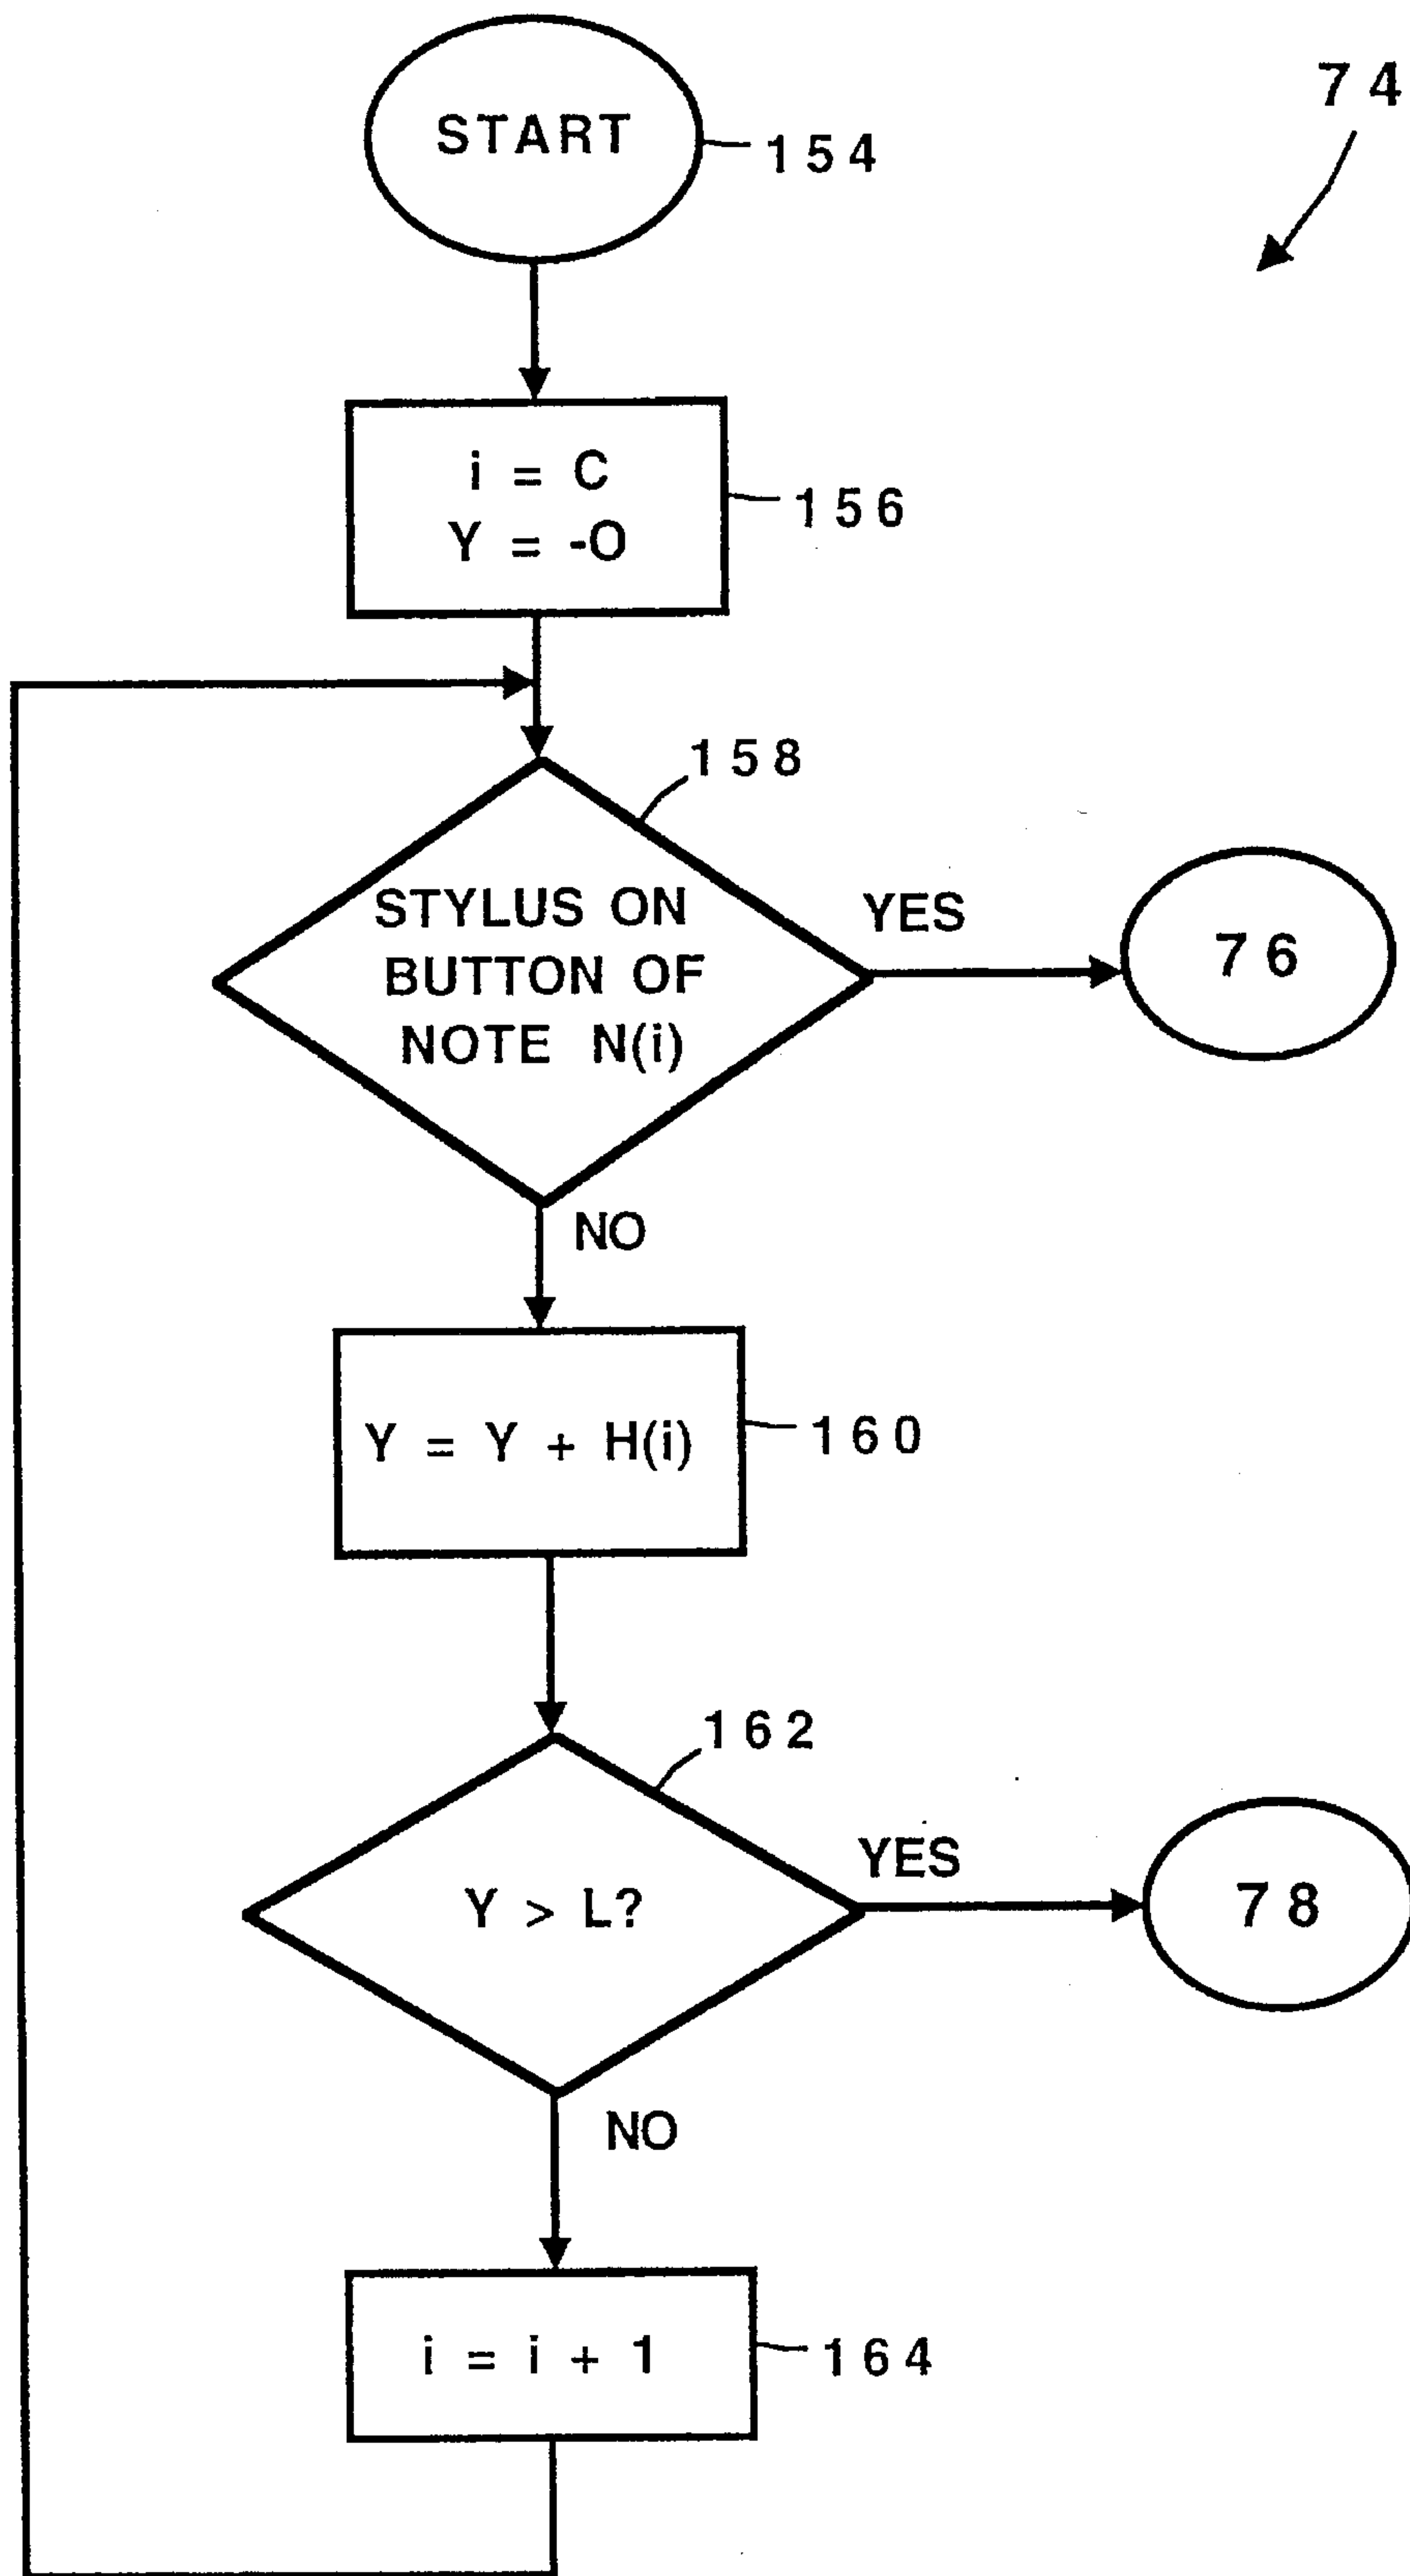 74
START
154
i = C
Y = -O
156
158
STYLUS ON
BUTTON OF
NOTE N(i)
YES
76
NO
Y = Y + H(i)
160
162
Y > L?
YES
78
NO
i = i + 1
164